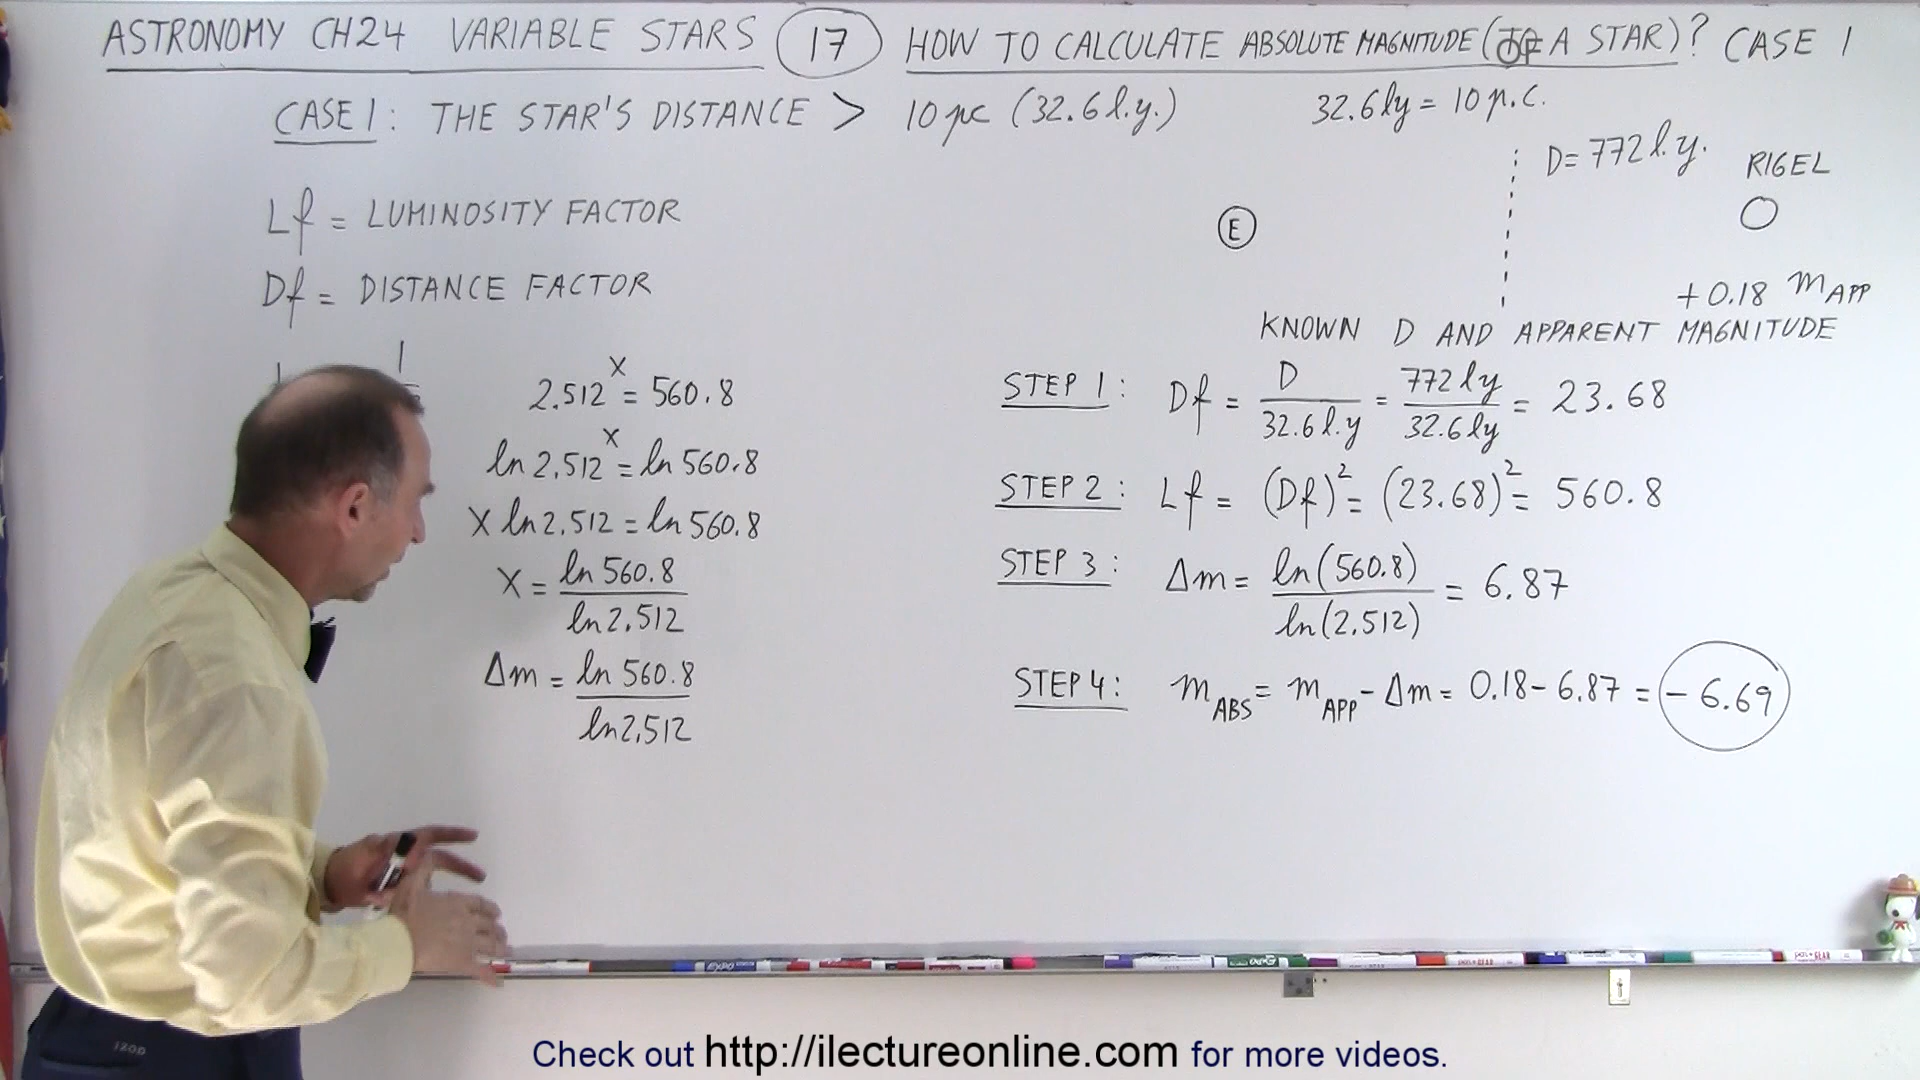 ASTRONOMY CH24 VARIABLE STARS 17 HOW TO CALCULATE ABSOLUTE MAGNITUDE (OF A STAR)? CASE 1
CASE 1: THE STAR'S DISTANCE > 10 pc (32.6 l.y.)
32.6 ly = 10 p.c.
D = 772 l.y.
RIGEL
E
+0.18 m APP
Lf = LUMINOSITY FACTOR
Df = DISTANCE FACTOR
2.512^x = 560.8
ln 2.512^x = ln 560.8
x ln 2.512 = ln 560.8
x = ln 560.8 / ln 2.512
Δm = ln 560.8 / ln 2.512
KNOWN D AND APPARENT MAGNITUDE
STEP 1: Df = D / 32.6 l.y = 772 ly / 32.6 ly = 23.68
STEP 2: Lf = (Df)² = (23.68)² = 560.8
STEP 3: Δm = ln(560.8) / ln(2.512) = 6.87
STEP 4: m ABS = m APP - Δm = 0.18 - 6.87 = -6.69
EXPO
IZOD
Check out http://ilectureonline.com for more videos.